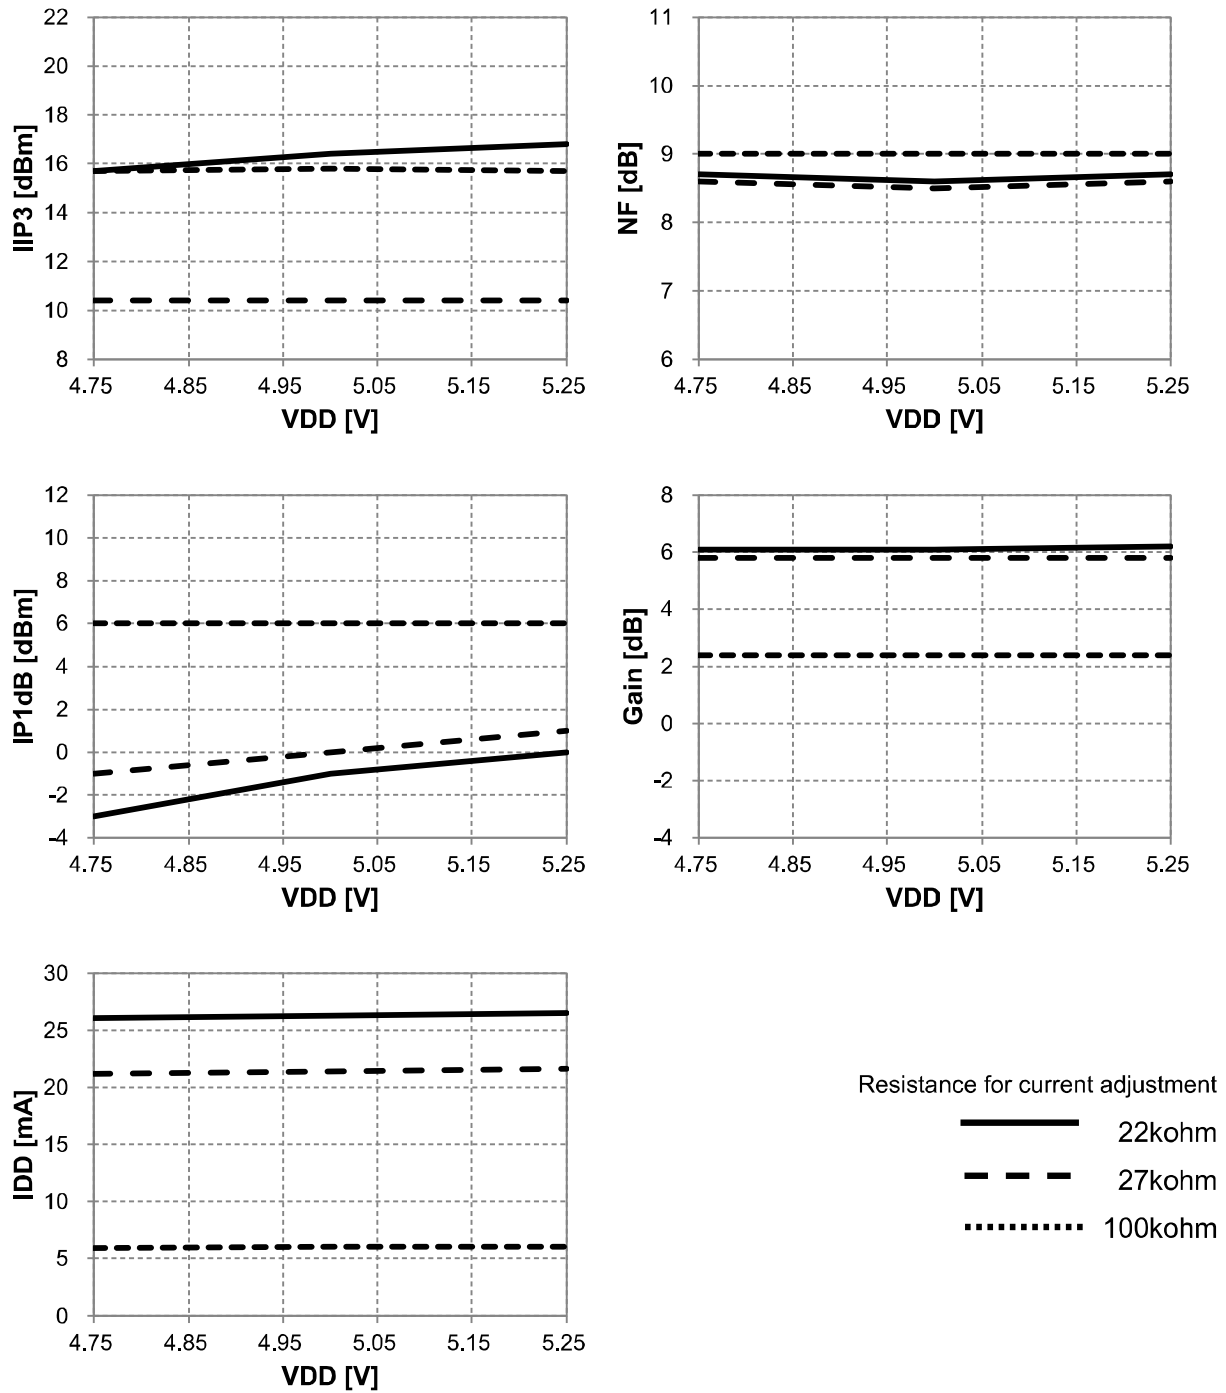 22
20
18
16
14
12
10
8
IIP3 [dBm]
4.75 4.85 4.95 5.05 5.15 5.25
VDD [V]
11
10
9
8
7
6
NF [dB]
4.75 4.85 4.95 5.05 5.15 5.25
VDD [V]
12
10
8
6
4
2
0
-2
-4
IP1dB [dBm]
4.75 4.85 4.95 5.05 5.15 5.25
VDD [V]
8
6
4
2
0
-2
-4
Gain [dB]
4.75 4.85 4.95 5.05 5.15 5.25
VDD [V]
30
25
20
15
10
5
0
IDD [mA]
4.75 4.85 4.95 5.05 5.15 5.25
VDD [V]
Resistance for current adjustment
22kohm
27kohm
100kohm